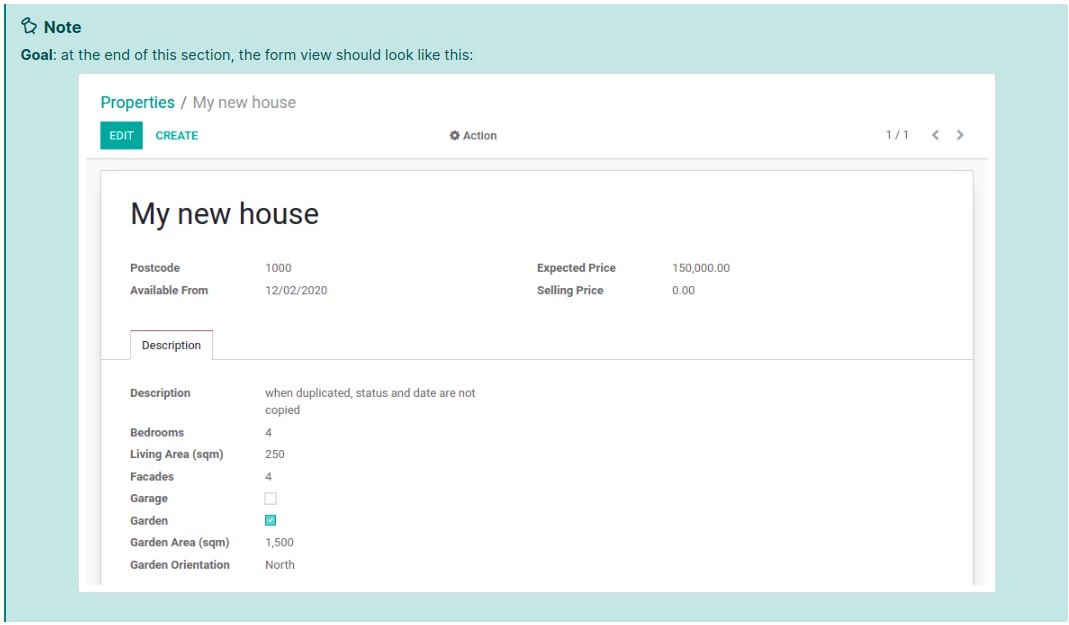 Note
Goal: at the end of this section, the form view should look like this:
Properties / My new house
EDIT CREATE Action 1 / 1
My new house
Postcode 1000 Expected Price 150,000.00
Available From 12/02/2020 Selling Price 0.00
Description
Description when duplicated, status and date are not
copied
Bedrooms 4
Living Area (sqm) 250
Facades 4
Garage
Garden
Garden Area (sqm) 1,500
Garden Orientation North